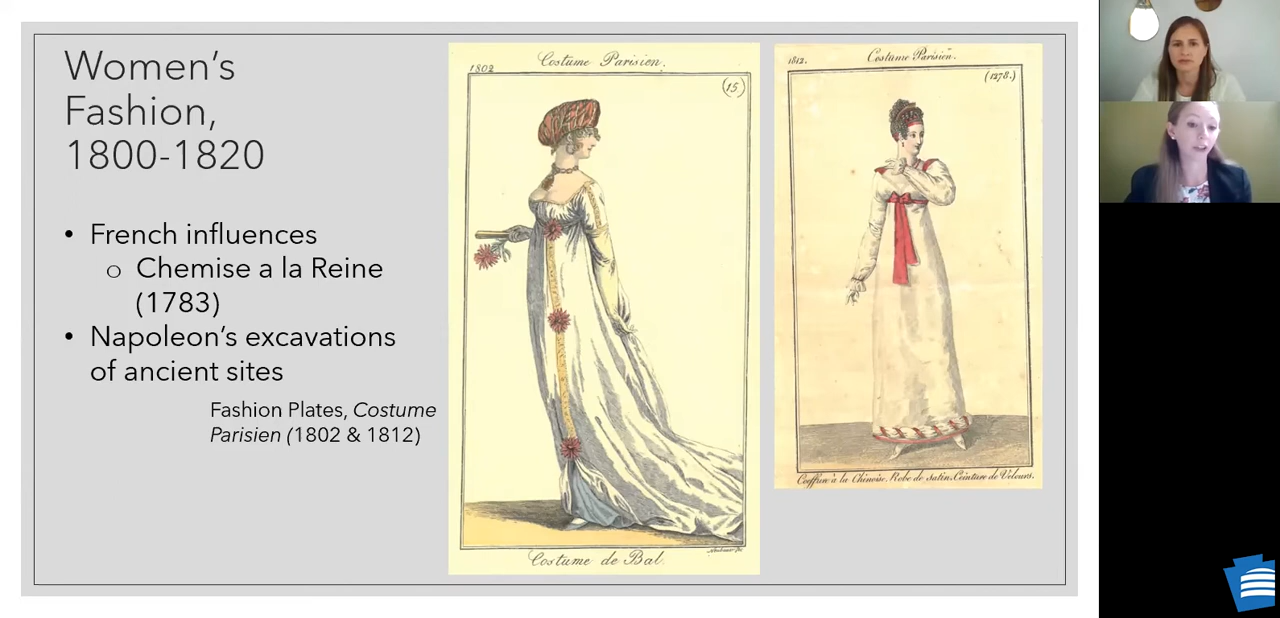 Women's
Fashion,
1800-1820
• French influences
o Chemise a la Reine
(1783)
• Napoleon's excavations
of ancient sites
Fashion Plates, Costume
Parisien (1802 & 1812)
Costume Parisien.
1802
(15)
Costume de Bal.
Costume Parisien.
1812.
(1278.)
Coeffure à la Chinoise. Robe de Satin. Ceinture de Velours.